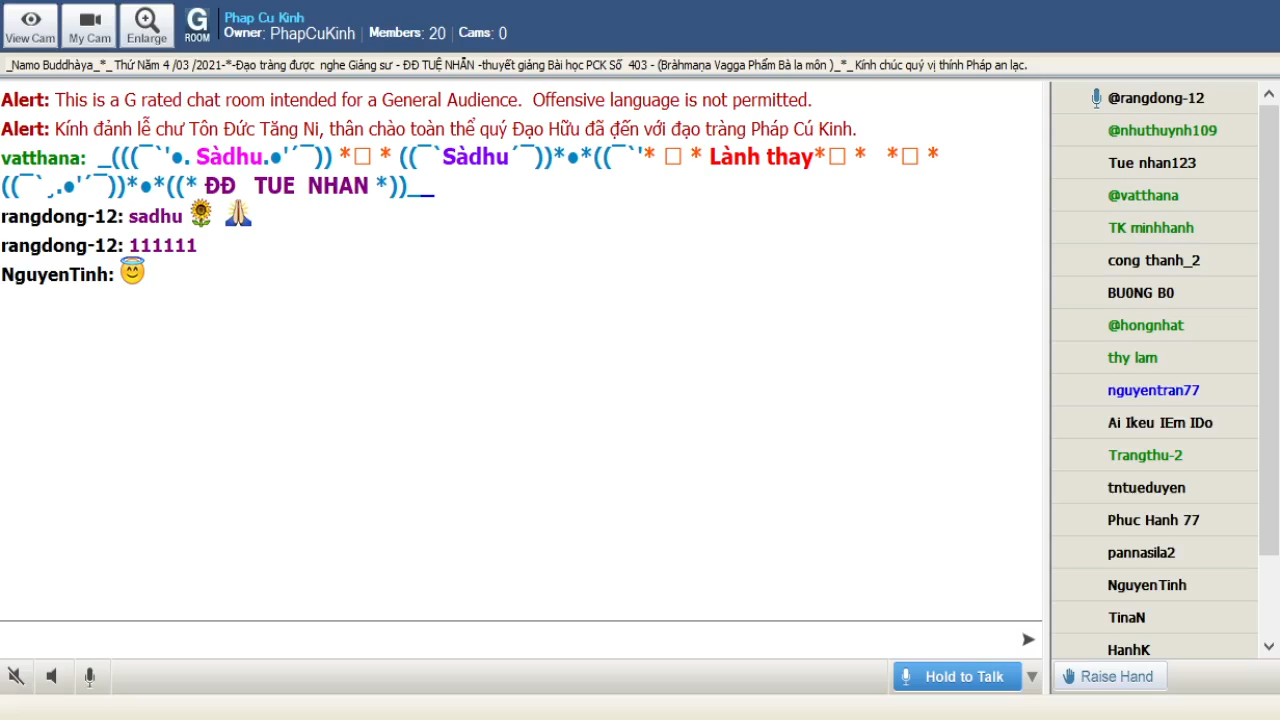 View Cam
My Cam
Enlarge
G
ROOM
Phap Cu Kinh
Owner: PhapCuKinh | Members: 20 | Cams: 0
_Namo Buddhàya_*_ Thứ Năm 4 /03 /2021-*-Đạo tràng được nghe Giảng sư - ĐĐ TUỆ NHẪN -thuyết giảng Bài học PCK Số 403 - (Bràhmaṇa Vagga Phẩm Bà la môn )_*_ Kính chúc quý vị thính Pháp an lạc.
Alert: This is a G rated chat room intended for a General Audience. Offensive language is not permitted.
Alert: Kính đảnh lễ chư Tôn Đức Tăng Ni, thân chào toàn thể quý Đạo Hữu đã đến với đạo tràng Pháp Cú Kinh.
vatthana: _(((¯`'●. Sàdhu.●'´¯)) *□ * ((¯`Sàdhu´¯))*●*((¯`'* □ * Lành thay*□ * *□ *
((¯`¸.●'´¯))*●*((* ĐĐ TUE NHAN *))__
rangdong-12: sadhu 🌻 🙏
rangdong-12: 111111
NguyenTinh: 😇
Hold to Talk
@rangdong-12
@nhuthuynh109
Tue nhan123
@vatthana
TK minhhanh
cong thanh_2
BU0NG B0
@hongnhat
thy lam
nguyentran77
Ai Ikeu IEm IDo
Trangthu-2
tntueduyen
Phuc Hanh 77
pannasila2
NguyenTinh
TinaN
HanhK
Raise Hand